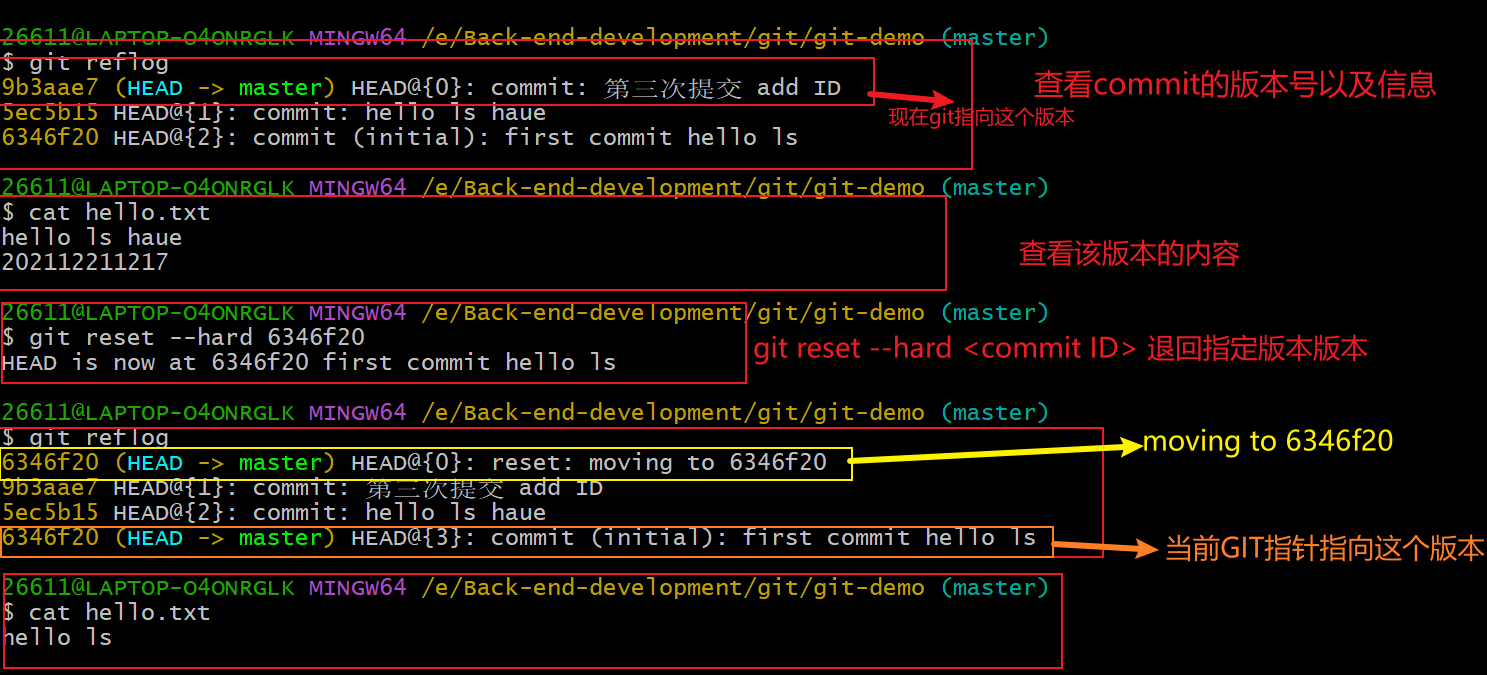 26611@LAPTOP-O4ONRGLK MINGW64 /e/Back-end-development/git/git-demo (master)
$ git reflog
9b3aae7 (HEAD -> master) HEAD@{0}: commit: 第三次提交 add ID
查看commit的版本号以及信息
5ec5b15 HEAD@{1}: commit: hello ls haue
现在git指向这个版本
6346f20 HEAD@{2}: commit (initial): first commit hello ls
26611@LAPTOP-O4ONRGLK MINGW64 /e/Back-end-development/git/git-demo (master)
$ cat hello.txt
hello ls haue
202112211217
查看该版本的内容
26611@LAPTOP-O4ONRGLK MINGW64 /e/Back-end-development/git/git-demo (master)
$ git reset --hard 6346f20
HEAD is now at 6346f20 first commit hello ls
git reset --hard <commit ID> 退回指定版本版本
26611@LAPTOP-O4ONRGLK MINGW64 /e/Back-end-development/git/git-demo (master)
$ git reflog
6346f20 (HEAD -> master) HEAD@{0}: reset: moving to 6346f20
moving to 6346f20
9b3aae7 HEAD@{1}: commit: 第三次提交 add ID
5ec5b15 HEAD@{2}: commit: hello ls haue
6346f20 (HEAD -> master) HEAD@{3}: commit (initial): first commit hello ls
当前GIT指针指向这个版本
26611@LAPTOP-O4ONRGLK MINGW64 /e/Back-end-development/git/git-demo (master)
$ cat hello.txt
hello ls